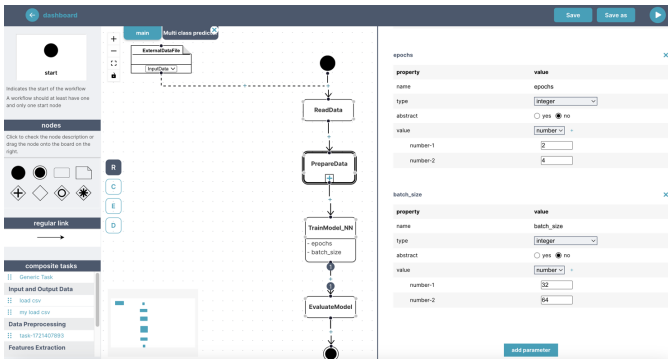 dashboard
Save
Save as
start
Indicates the start of the workflow
A workflow should at least have one
and only one start node
nodes
Click to check the node description or
drag the node onto the board on the
right.
regular link
composite tasks
Generic Task
Input and Output Data
load csv
my load csv
Data Preprocessing
task-1721407893
Features Extraction
main
Multi class predic
ExternalDataFile
InputData
R
C
E
D
ReadData
PrepareData
TrainModel_NN
- epochs
- batch_size
1
1
EvaluateModel
epochs
property value
name epochs
type integer
abstract yes no
value number +
number-1 2
number-2 4
batch_size
property value
name batch_size
type integer
abstract yes no
value number +
number-1 32
number-2 64
add parameter